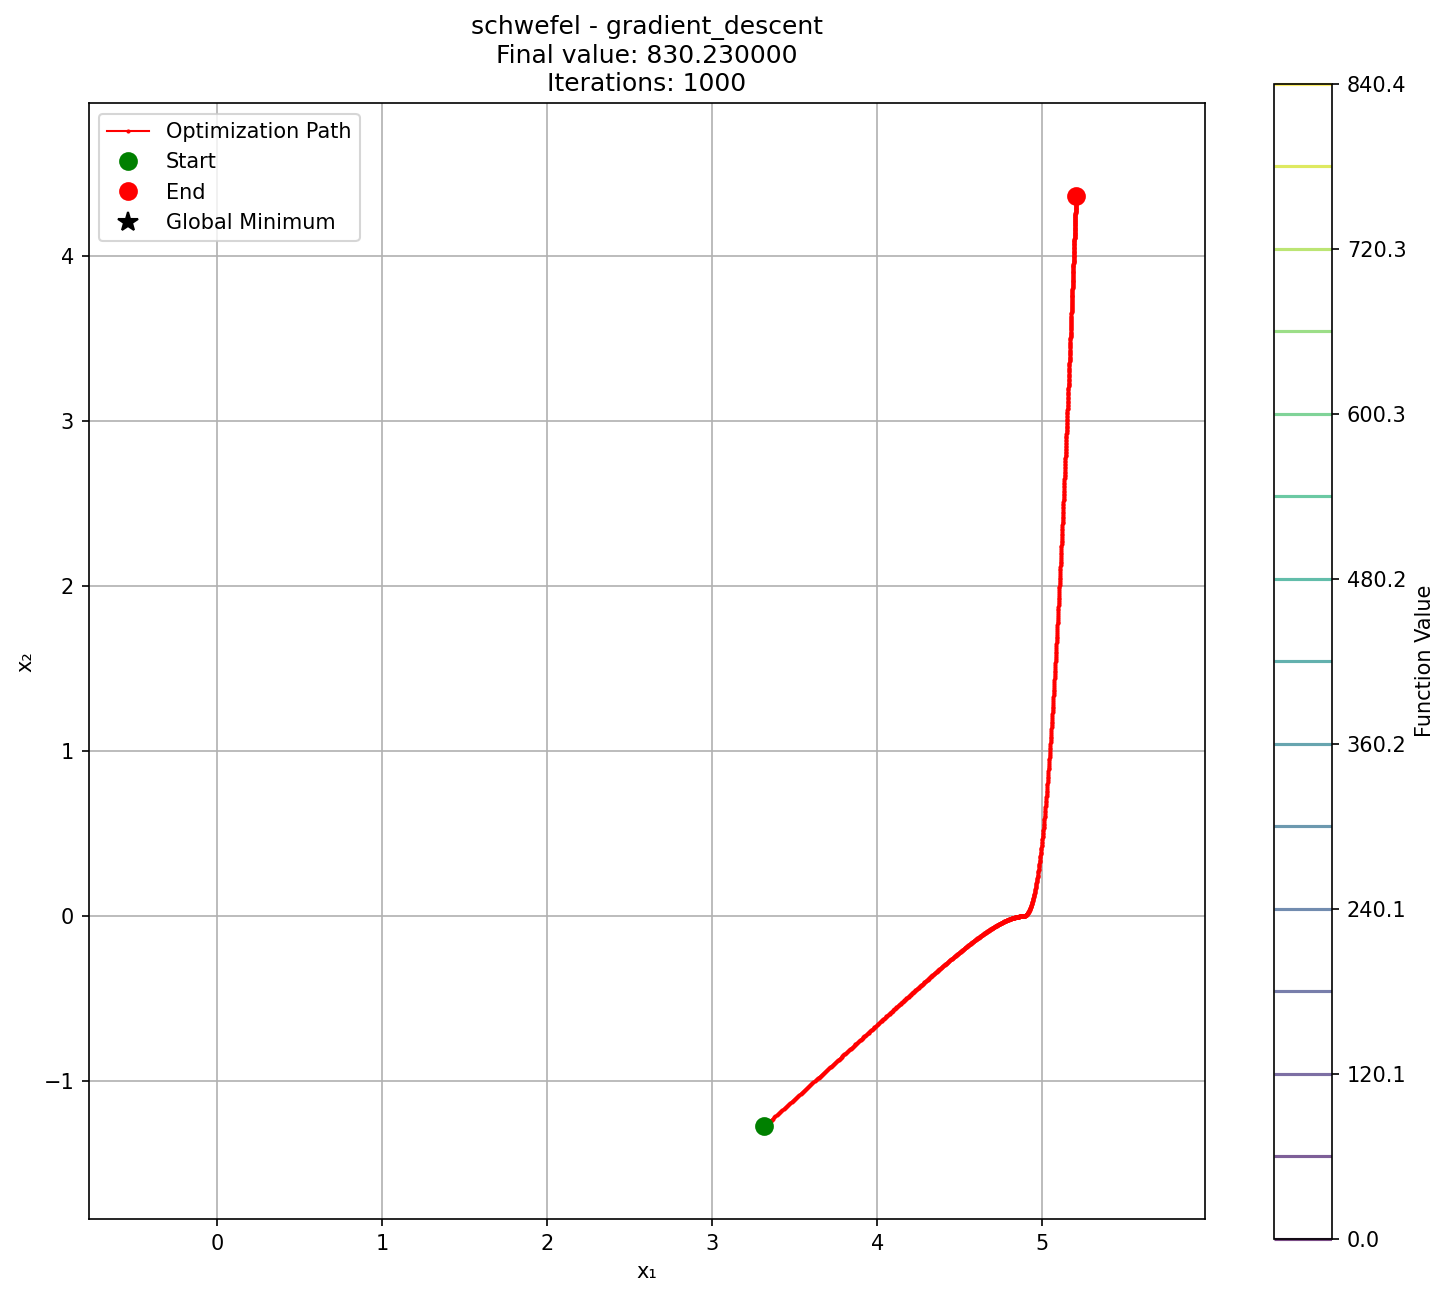 schwefel - gradient_descent
Final value: 830.230000
Iterations: 1000
Optimization Path
Start
End
Global Minimum
4
3
2
1
0
−1
0
1
2
3
4
5
x₁
x₂
840.4
720.3
600.3
480.2
360.2
240.1
120.1
0.0
Function Value